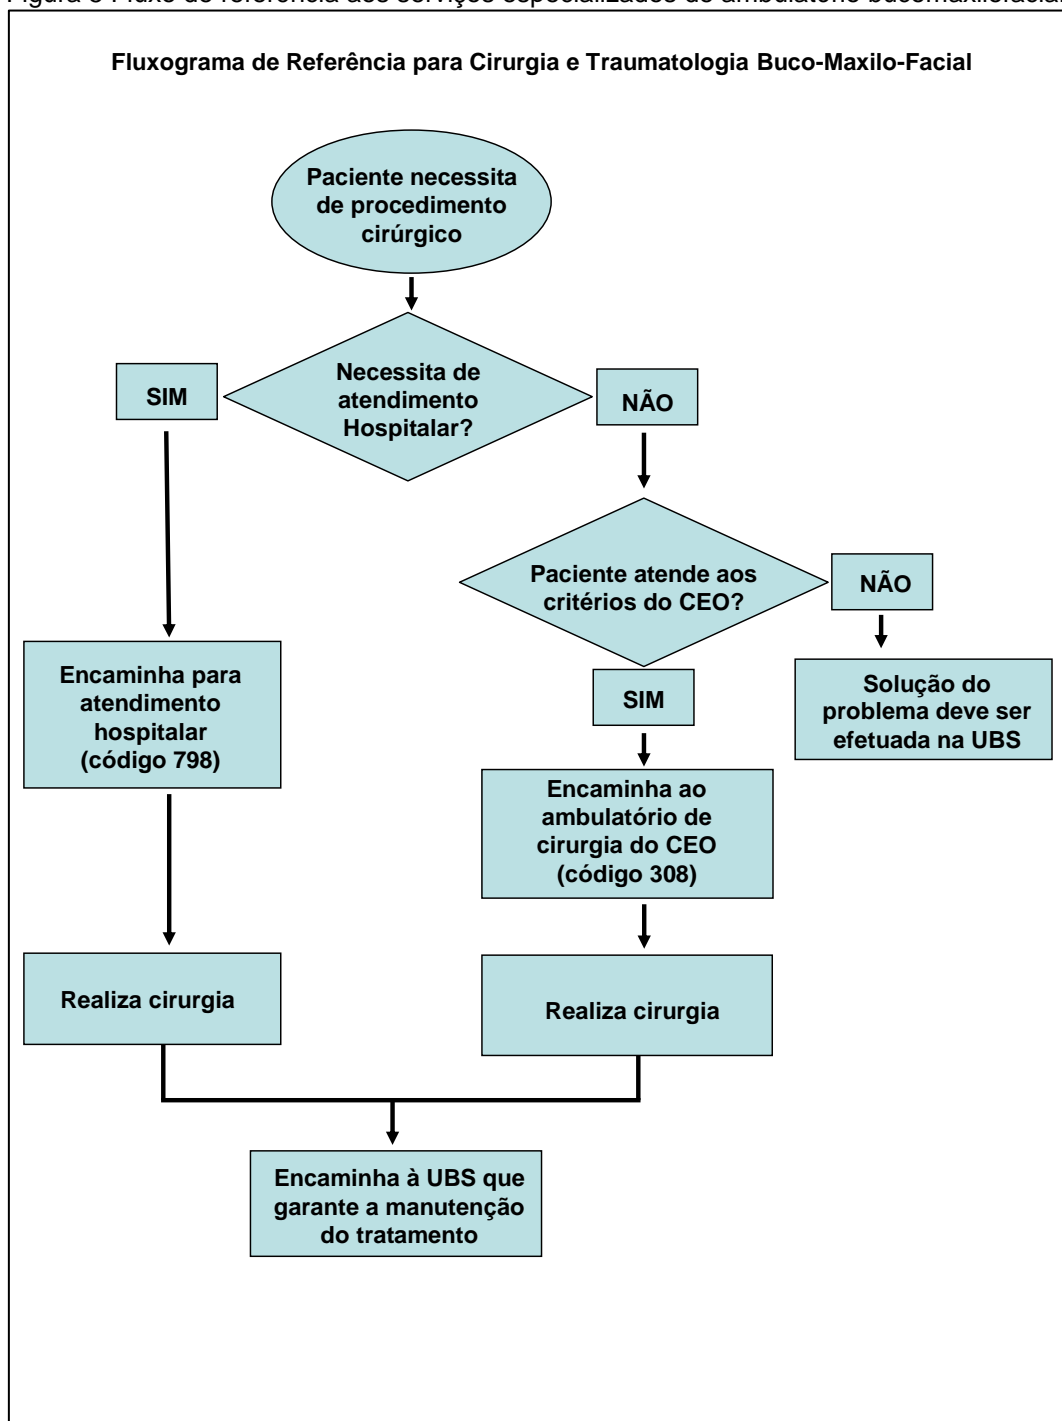 Fluxograma de Referência para Cirurgia e Traumatologia Buco-Maxilo-Facial
Paciente necessita
de procedimento
cirúrgico
Necessita de
atendimento
Hospitalar?
SIM
NÃO
Paciente atende aos
critérios do CEO?
NÃO
SIM
Solução do
problema deve ser
efetuada na UBS
Encaminha para
atendimento
hospitalar
(código 798)
Encaminha ao
ambulatório de
cirurgia do CEO
(código 308)
Realiza cirurgia
Realiza cirurgia
Encaminha à UBS que
garante a manutenção
do tratamento